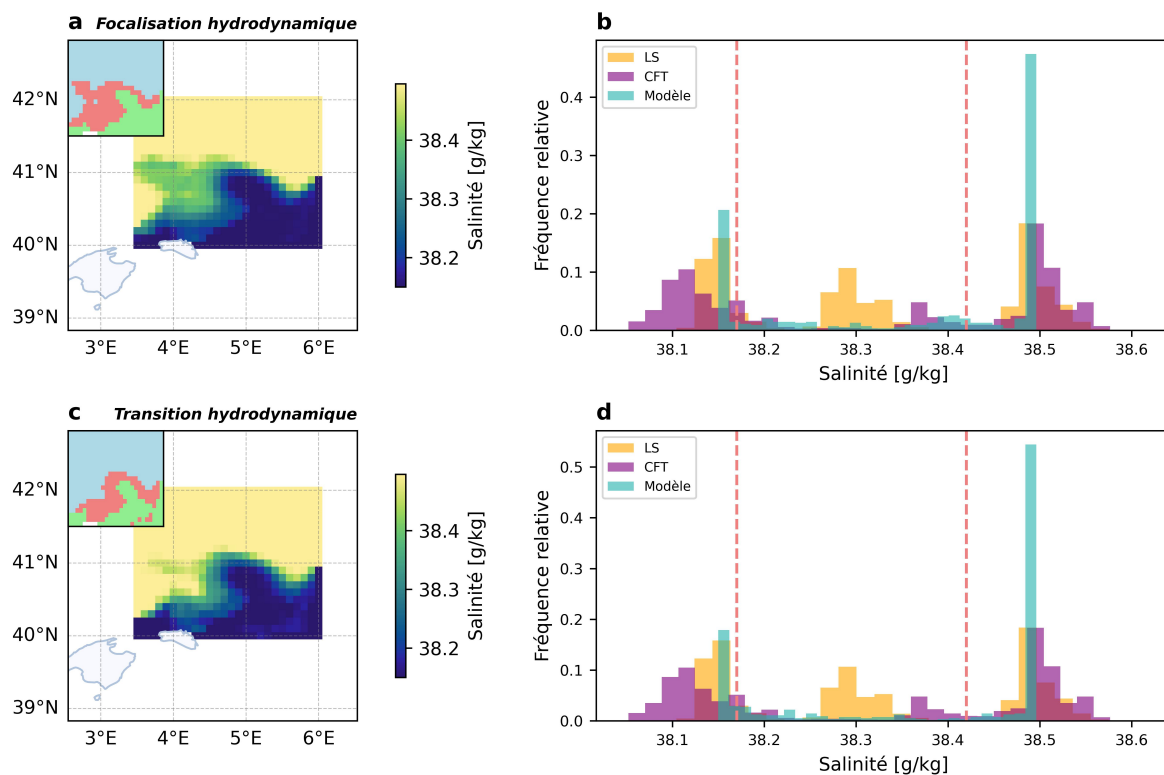 a Focalisation hydrodynamique
42°N
41°N
40°N
39°N
3°E 4°E 5°E 6°E
38.4
38.3
38.2
Salinité [g/kg]
b
LS
CFT
Modèle
Fréquence relative
0.4
0.3
0.2
0.1
0.0
38.1 38.2 38.3 38.4 38.5 38.6
Salinité [g/kg]
c Transition hydrodynamique
42°N
41°N
40°N
39°N
3°E 4°E 5°E 6°E
38.4
38.3
38.2
Salinité [g/kg]
d
LS
CFT
Modèle
Fréquence relative
0.5
0.4
0.3
0.2
0.1
0.0
38.1 38.2 38.3 38.4 38.5 38.6
Salinité [g/kg]